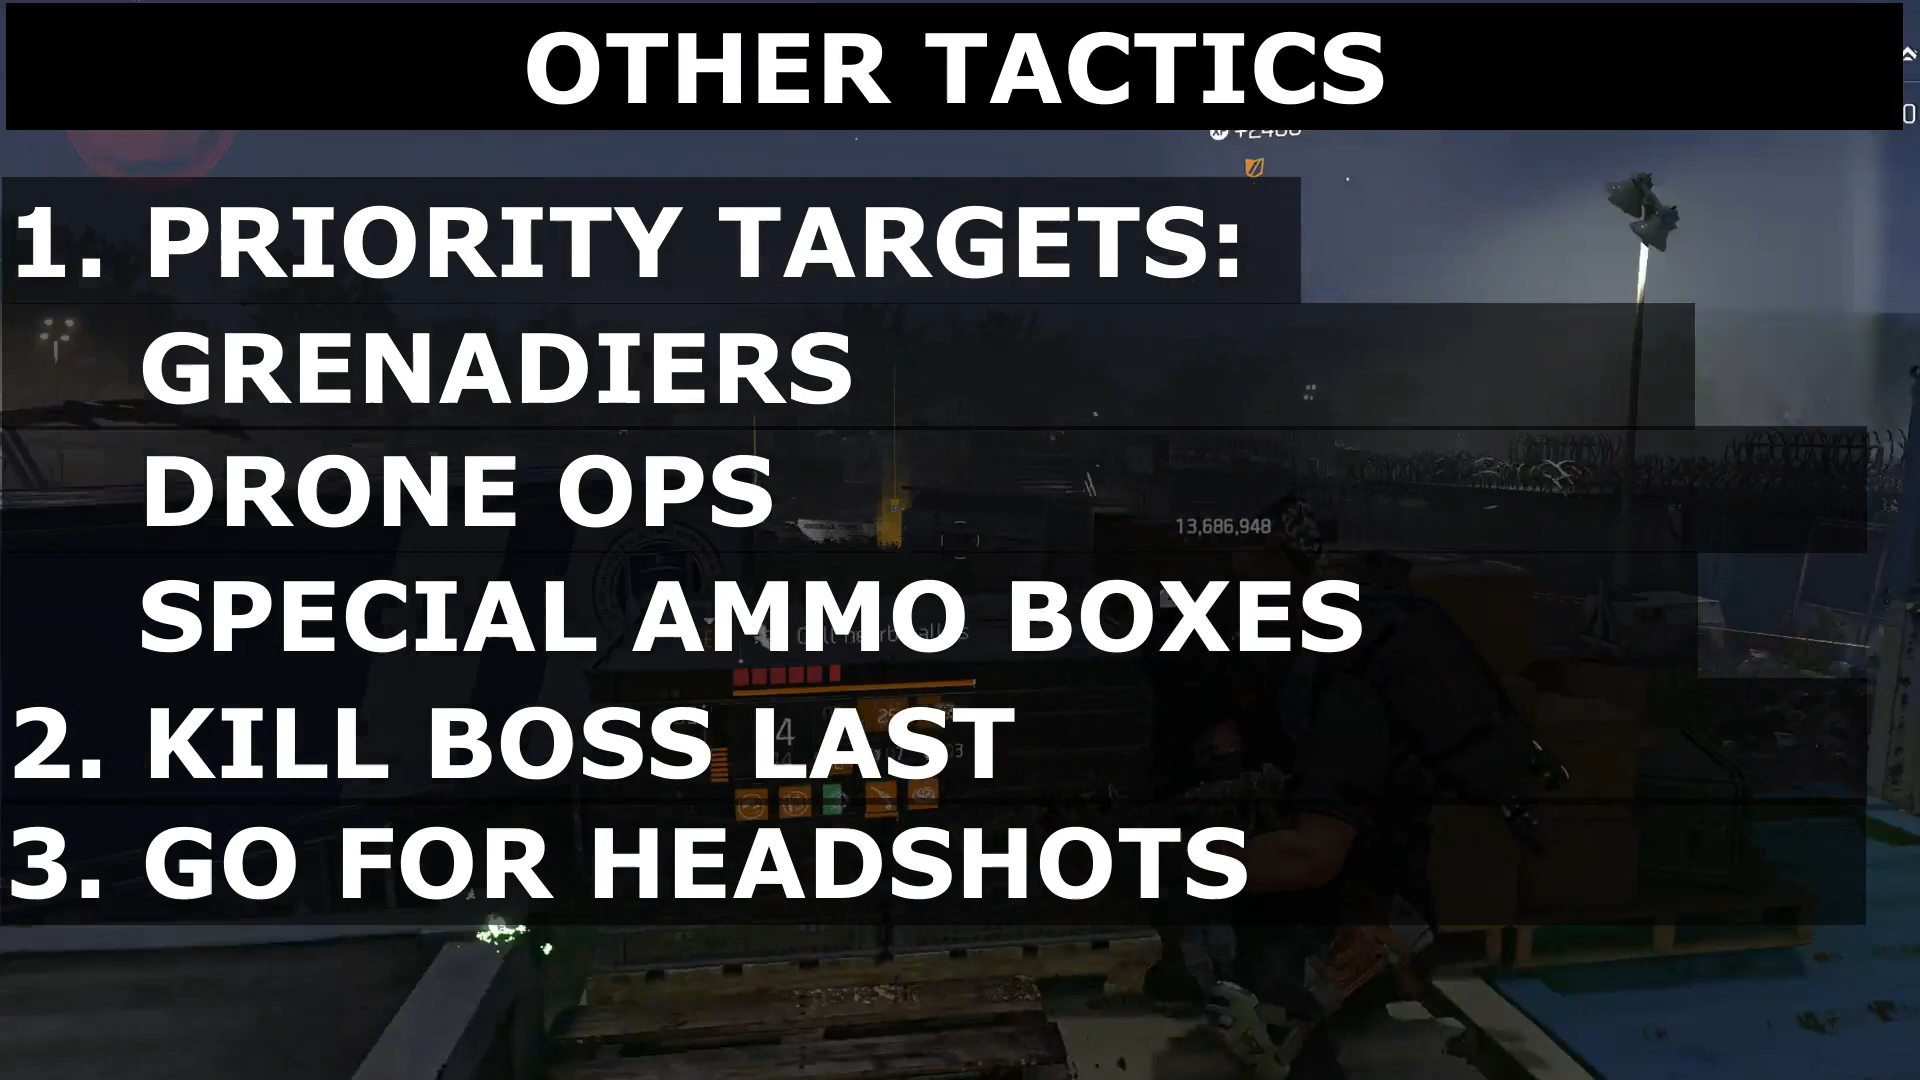 OTHER TACTICS
1. PRIORITY TARGETS:
GRENADIERS
DRONE OPS
SPECIAL AMMO BOXES
13,686,948
2. KILL BOSS LAST
4
3. GO FOR HEADSHOTS